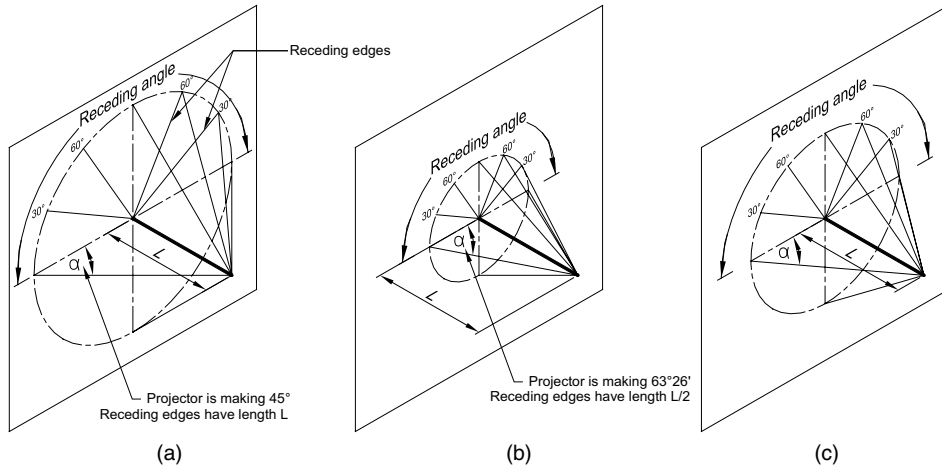 Receding edges
Receding angle
60°
30°
60°
30°
L
α
Projector is making 45°
Receding edges have length L
(a)
Receding angle
60°
30°
60°
30°
α
L
Projector is making 63°26'
Receding edges have length L/2
(b)
Receding angle
60°
30°
60°
30°
α
L
(c)